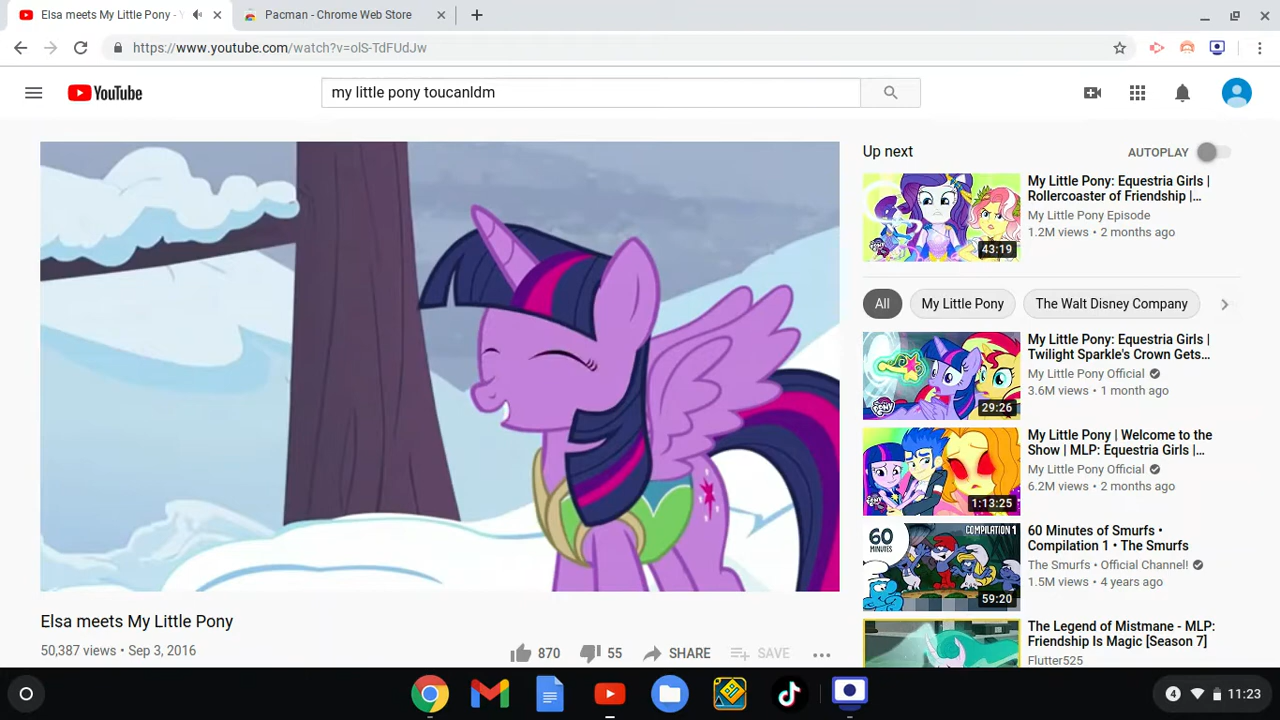 Elsa meets My Little Pony -
Pacman - Chrome Web Store
https://www.youtube.com/watch?v=olS-TdFUdJw
YouTube
my little pony toucanldm
Up next
AUTOPLAY
My Little Pony: Equestria Girls |
Rollercoaster of Friendship |...
My Little Pony Episode
1.2M views • 2 months ago
43:19
All
My Little Pony
The Walt Disney Company
My Little Pony: Equestria Girls |
Twilight Sparkle's Crown Gets...
My Little Pony Official
3.6M views • 1 month ago
29:26
My Little Pony | Welcome to the
Show | MLP: Equestria Girls |...
My Little Pony Official
6.2M views • 2 months ago
1:13:25
60
MINUTES
COMPILATION 1
60 Minutes of Smurfs •
Compilation 1 • The Smurfs
The Smurfs • Official Channel!
1.5M views • 4 years ago
59:20
The Legend of Mistmane - MLP:
Friendship Is Magic [Season 7]
Flutter525
Elsa meets My Little Pony
50,387 views • Sep 3, 2016
870
55
SHARE
SAVE
4
11:23